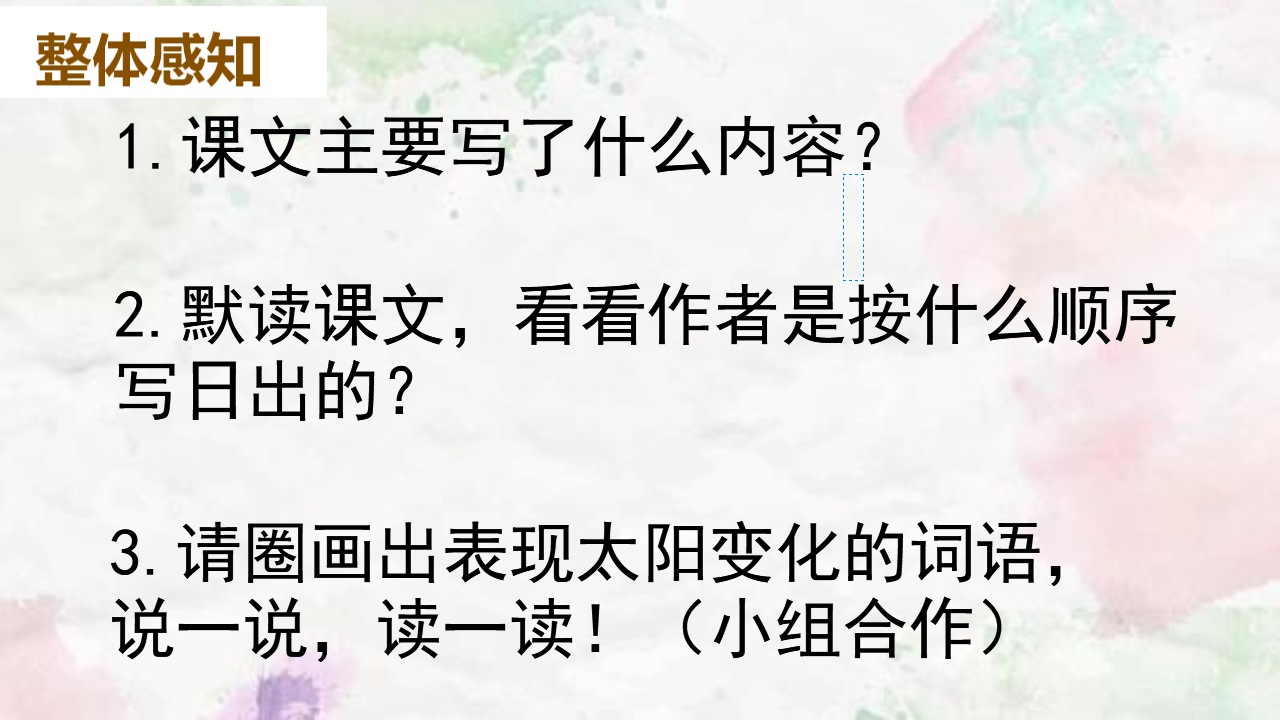 整体感知
1.课文主要写了什么内容？
2.默读课文，看看作者是按什么顺序
写日出的？
3.请圈画出表现太阳变化的词语，
说一说，读一读！（小组合作）